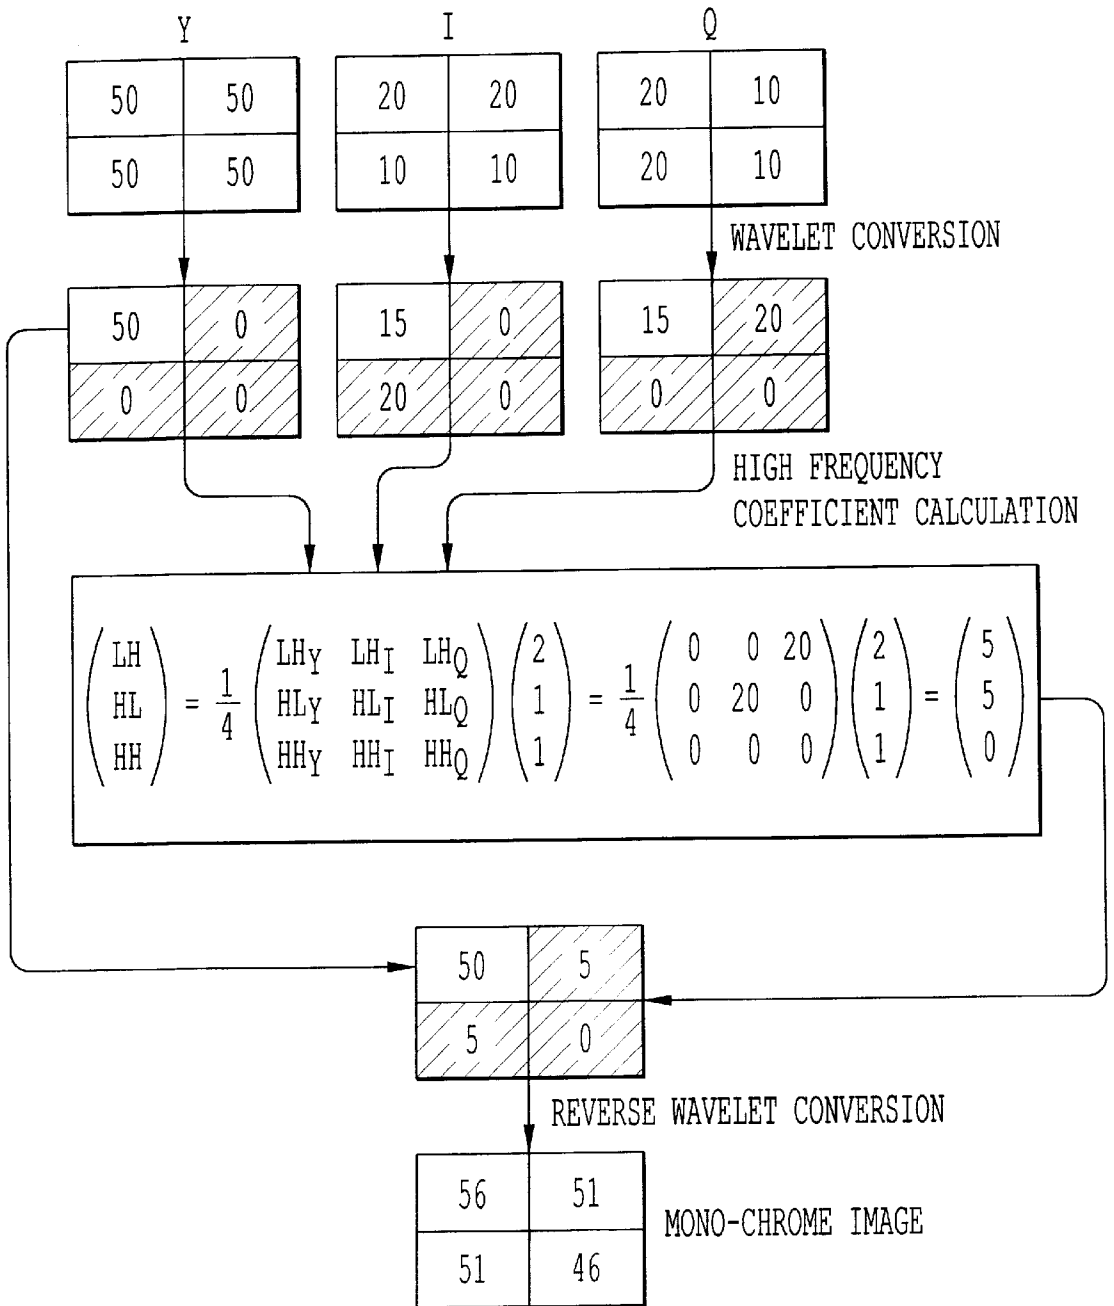 Y I Q
50 50 20 20 20 10
50 50 10 10 20 10
WAVELET CONVERSION
50 0 15 0 15 20
0 0 20 0 0 0
HIGH FREQUENCY
COEFFICIENT CALCULATION
(LH HL HH) = 1/4 (LHY LHI LHQ HLY HLI HLQ HHY HHI HHQ) (2 1 1) = 1/4 (0 0 20 0 20 0 0 0 0) (2 1 1) = (5 5 0)
50 5
5 0
REVERSE WAVELET CONVERSION
56 51
MONO-CHROME IMAGE
51 46